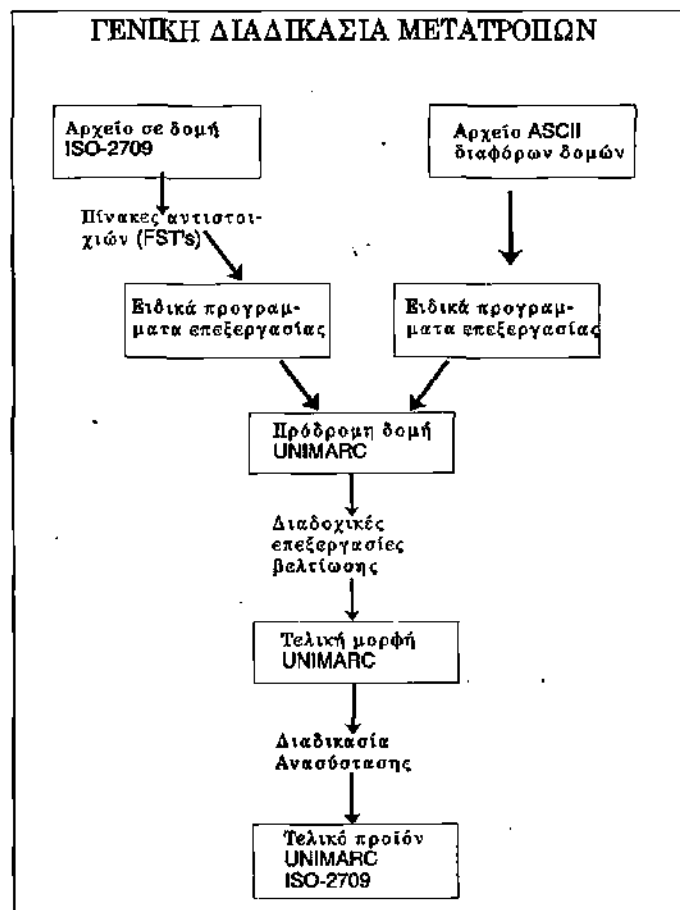 ΓΕΝΙΚΗ ΔΙΑΔΙΚΑΣΙΑ ΜΕΤΑΤΡΟΠΩΝ
Αρχείο σε δομή
ISO-2709
Αρχείο ASCII
διαφόρων δομών
Πίνακες αντιστοι-
χιών (FST's)
Ειδικά προγραμ-
ματα επεξεργασίας
Ειδικά προγραμ-
ματα επεξεργασίας
Πρόδρομη δομή
UNIMARC
Διαδοχικές
επεξεργασίες
βελτίωσης
Τελική μορφή
UNIMARC
Διαδικασία
Ανασύστασης
Τελικό προϊόν
UNIMARC
ISO-2709